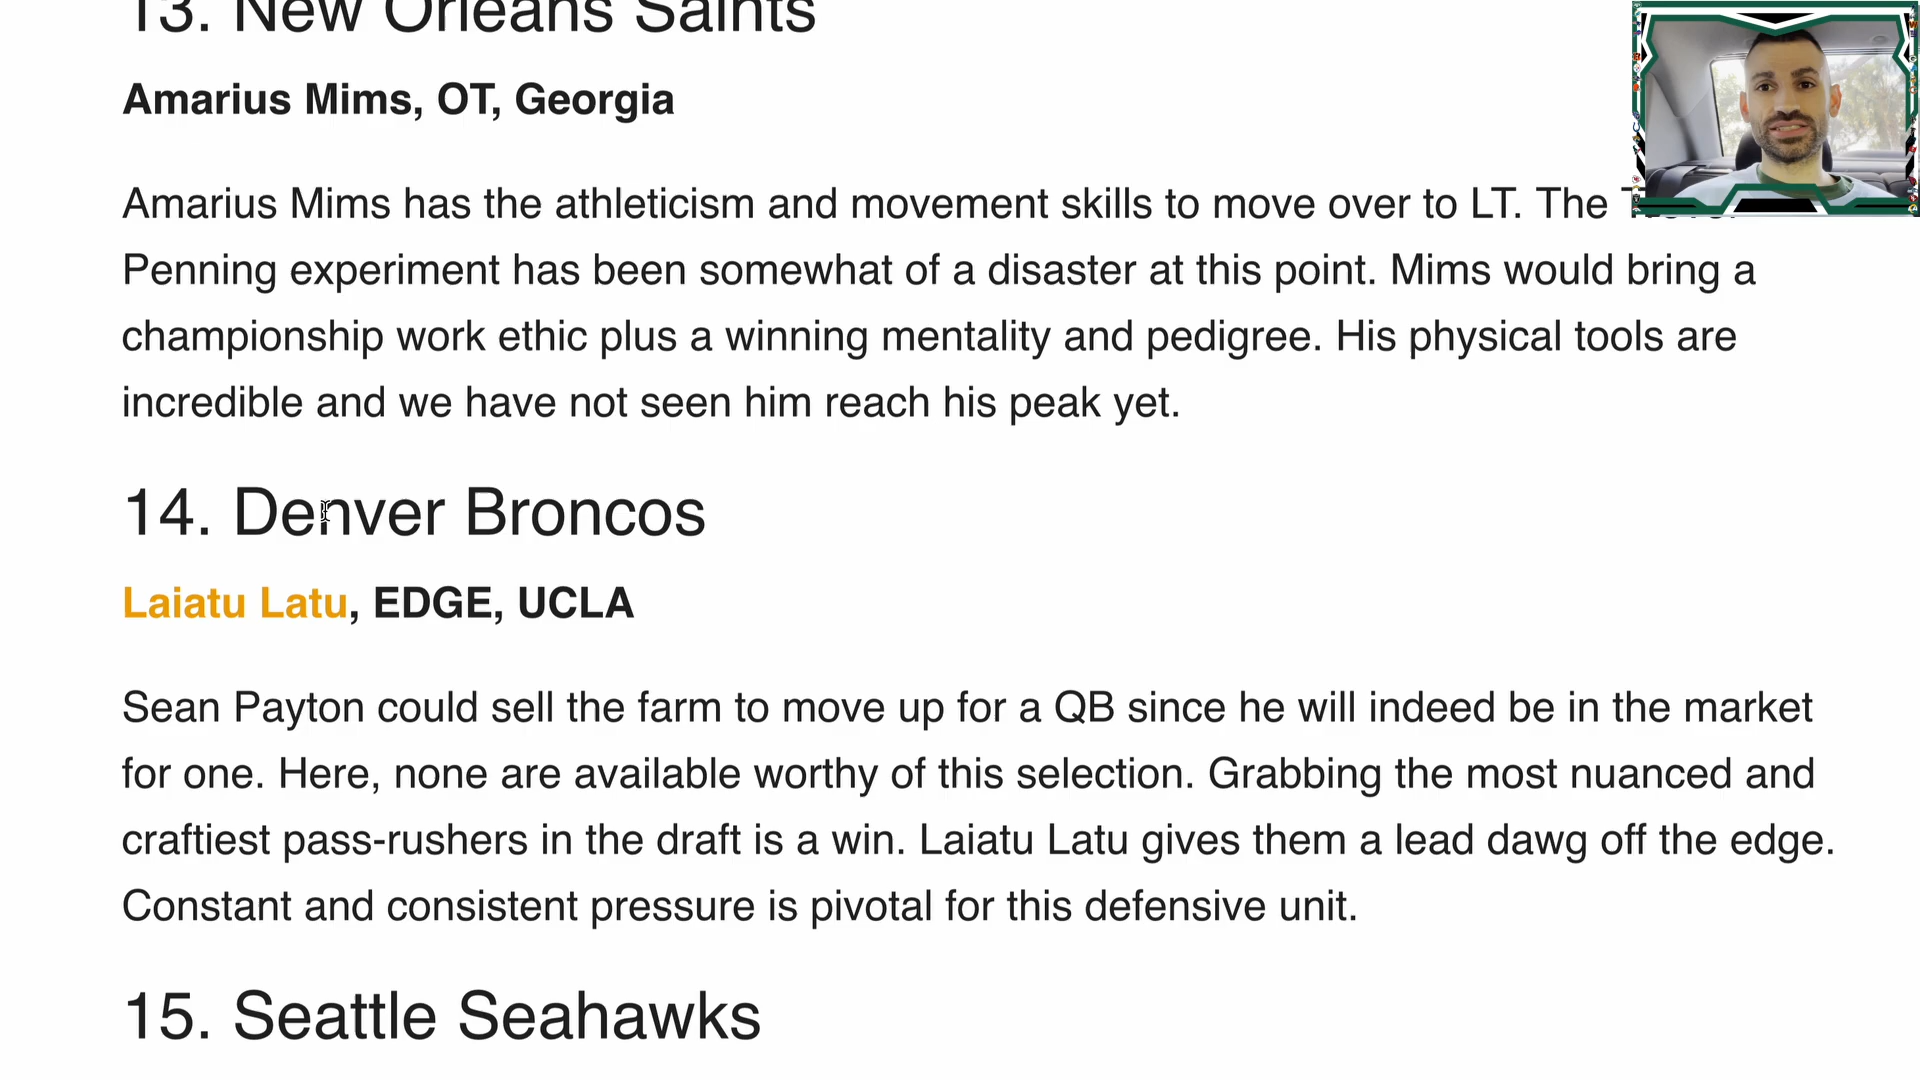 13. New Orleans Saints
Amarius Mims, OT, Georgia
Amarius Mims has the athleticism and movement skills to move over to LT. The
Penning experiment has been somewhat of a disaster at this point. Mims would bring a
championship work ethic plus a winning mentality and pedigree. His physical tools are
incredible and we have not seen him reach his peak yet.
14. Denver Broncos
Laiatu Latu, EDGE, UCLA
Sean Payton could sell the farm to move up for a QB since he will indeed be in the market
for one. Here, none are available worthy of this selection. Grabbing the most nuanced and
craftiest pass-rushers in the draft is a win. Laiatu Latu gives them a lead dawg off the edge.
Constant and consistent pressure is pivotal for this defensive unit.
15. Seattle Seahawks